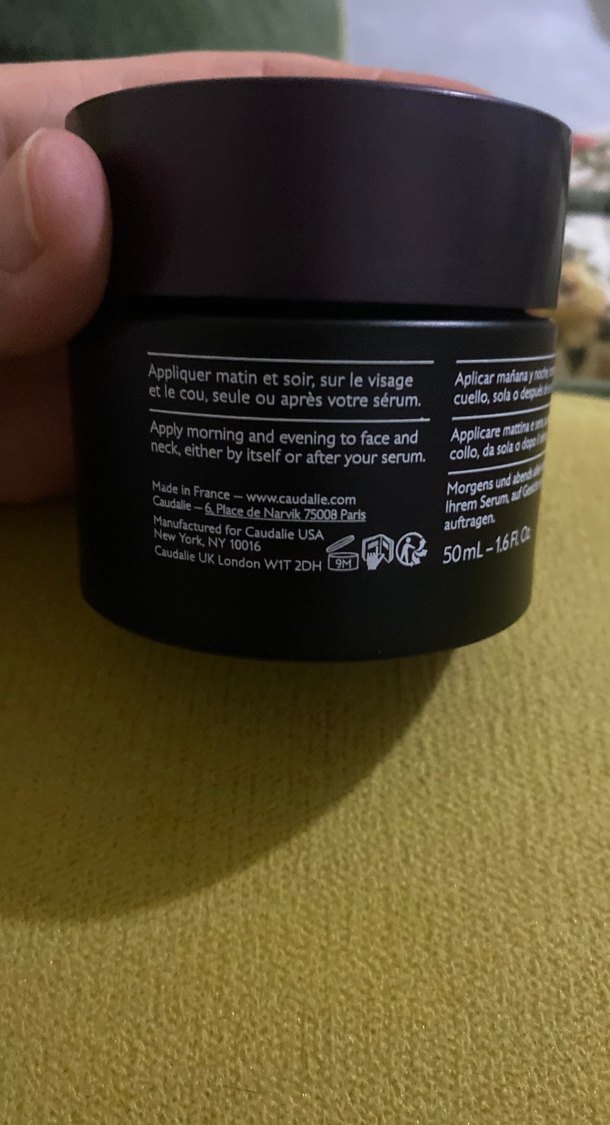 Appliquer matin et soir, sur le visage
et le cou, seule ou après votre sérum.
Apply morning and evening to face and
neck, either by itself or after your serum.
Made in France – www.caudalie.com
Caudalie – 6, Place de Narvik 75008 Paris
Manufactured for Caudalie USA
New York, NY 10016
Caudalie UK London W1T 2DH
9M
Aplicar mañana y noche
cuello, sola o después
Applicare mattina e sera
collo, da sola o dopo il
Morgens und abends
Ihrem Serum, auf Gesicht
auftragen.
50 mL – 1.6 Fl. Oz